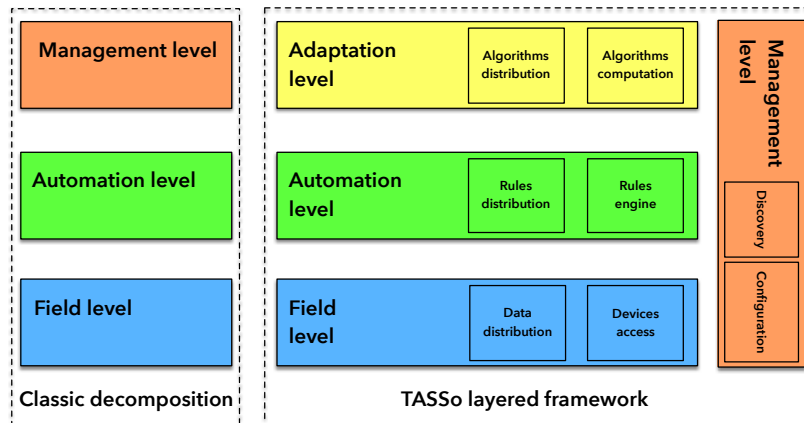 Management level
Automation level
Field level
Classic decomposition
Adaptation
level
Algorithms
distribution
Algorithms
computation
Automation
level
Rules
distribution
Rules
engine
Field
level
Data
distribution
Devices
access
Management
level
Discovery
Configuration
TASSo layered framework